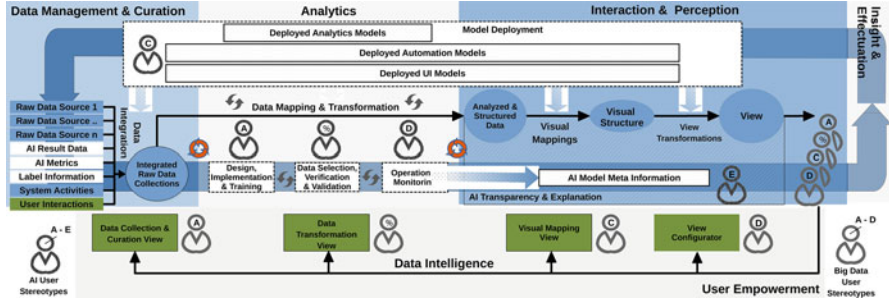 Data Management & Curation
Analytics
Interaction & Perception
Insight &
Effectuation
Deployed Analytics Models
Model Deployment
C
Deployed Automation Models
Deployed UI Models
Raw Data Source 1
Raw Data Source ..
Raw Data Source n
AI Result Data
AI Metrics
Label Information
System Activities
User Interactions
Data
Integration
Integrated
Raw Data
Collections
Data Mapping & Transformation
A
%
D
Design,
Implementation
& Training
Data Selection,
Verification
& Validation
Operation
Monitorin
Analyzed &
Structured
Data
Visual
Mappings
Visual
Structure
View
Transformations
View
AI Model Meta Information
E
AI Transparency & Explanation
A
C
D
A - E
AI User
Stereotypes
Data Collection &
Curation View
A
Data
Transformation
View
%
Visual Mapping
View
C
View
Configurator
D
A - D
Big Data
User
Stereotypes
Data Intelligence
User Empowerment